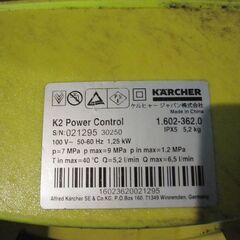 KÄRCHER
ケルヒャー ジャパン株式会社
Made in China
K2 Power Control
1.602-362.0
S/N: 021295 30250
IPX5 5,2 kg
100 V~ 50-60 Hz 1,25 kW
p=7 MPa p max=9 MPa p in max=1.2 MPa
T in max=40°C Q=5,2 l/min Q max=6,5 l/min
16023620021295
Alfred Kärcher SE & Co. KG, P.O.Box 160, D-71349 Winnenden, Germany